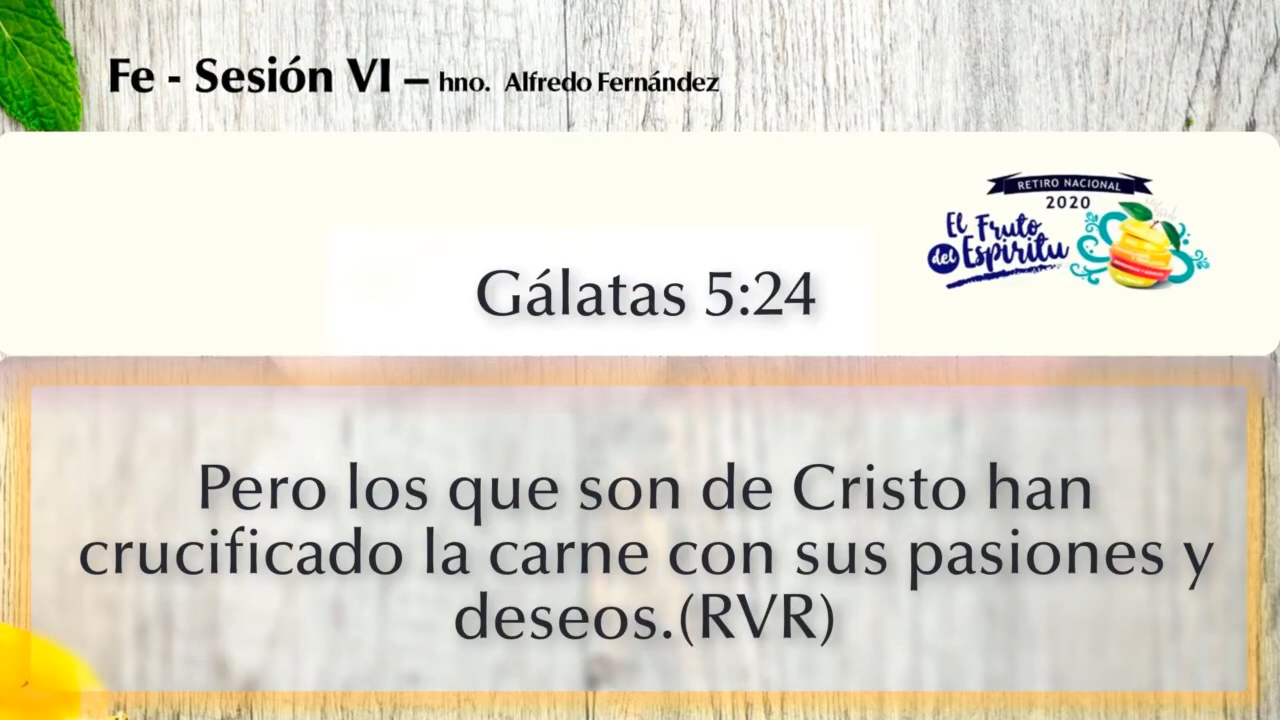 Fe - Sesión VI – hno. Alfredo Fernández
RETIRO NACIONAL
2020
El Fruto
del Espíritu
Gálatas 5:24
Pero los que son de Cristo han
crucificado la carne con sus pasiones y
deseos.(RVR)